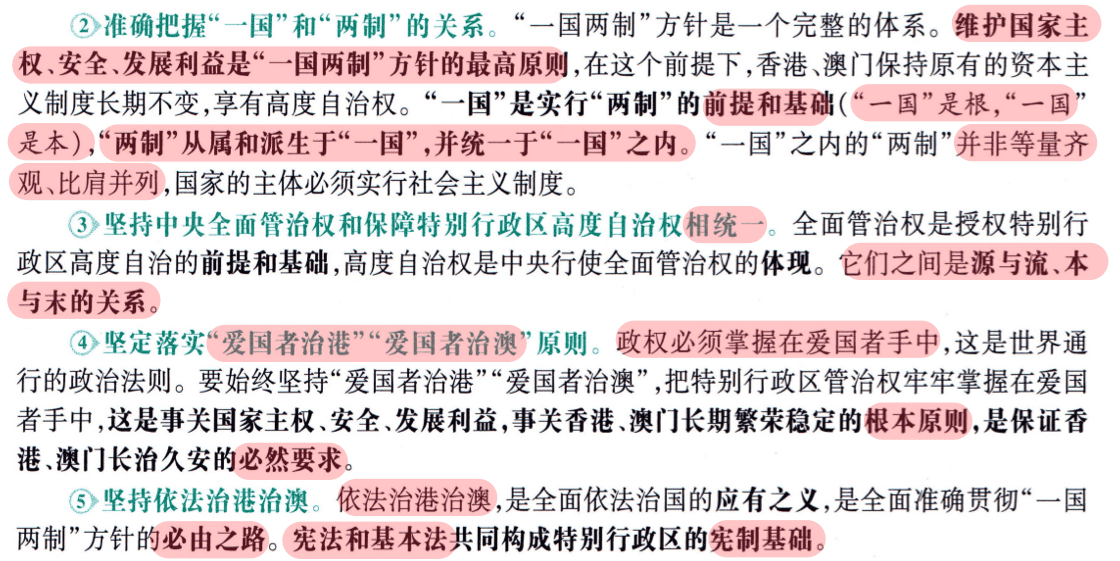 ②准确把握“一国”和“两制”的关系。“一国两制”方针是一个完整的体系。维护国家主
权、安全、发展利益是“一国两制”方针的最高原则,在这个前提下,香港、澳门保持原有的资本主
义制度长期不变,享有高度自治权。“一国”是实行“两制”的前提和基础(“一国”是根,“一国”
是本),“两制”从属和派生于“一国”,并统一于“一国”之内。“一国”之内的“两制”并非等量齐
观、比肩并列,国家的主体必须实行社会主义制度。
③坚持中央全面管治权和保障特别行政区高度自治权相统一。全面管治权是授权特别行
政区高度自治的前提和基础,高度自治权是中央行使全面管治权的体现。它们之间是源与流、本
与末的关系。
④坚定落实“爱国者治港”“爱国者治澳”原则。政权必须掌握在爱国者手中,这是世界通
行的政治法则。要始终坚持“爱国者治港”“爱国者治澳”,把特别行政区管治权牢牢掌握在爱国
者手中,这是事关国家主权、安全、发展利益,事关香港、澳门长期繁荣稳定的根本原则,是保证香
港、澳门长治久安的必然要求。
⑤坚持依法治港治澳。依法治港治澳,是全面依法治国的应有之义,是全面准确贯彻“一国
两制”方针的必由之路。宪法和基本法共同构成特别行政区的宪制基础。